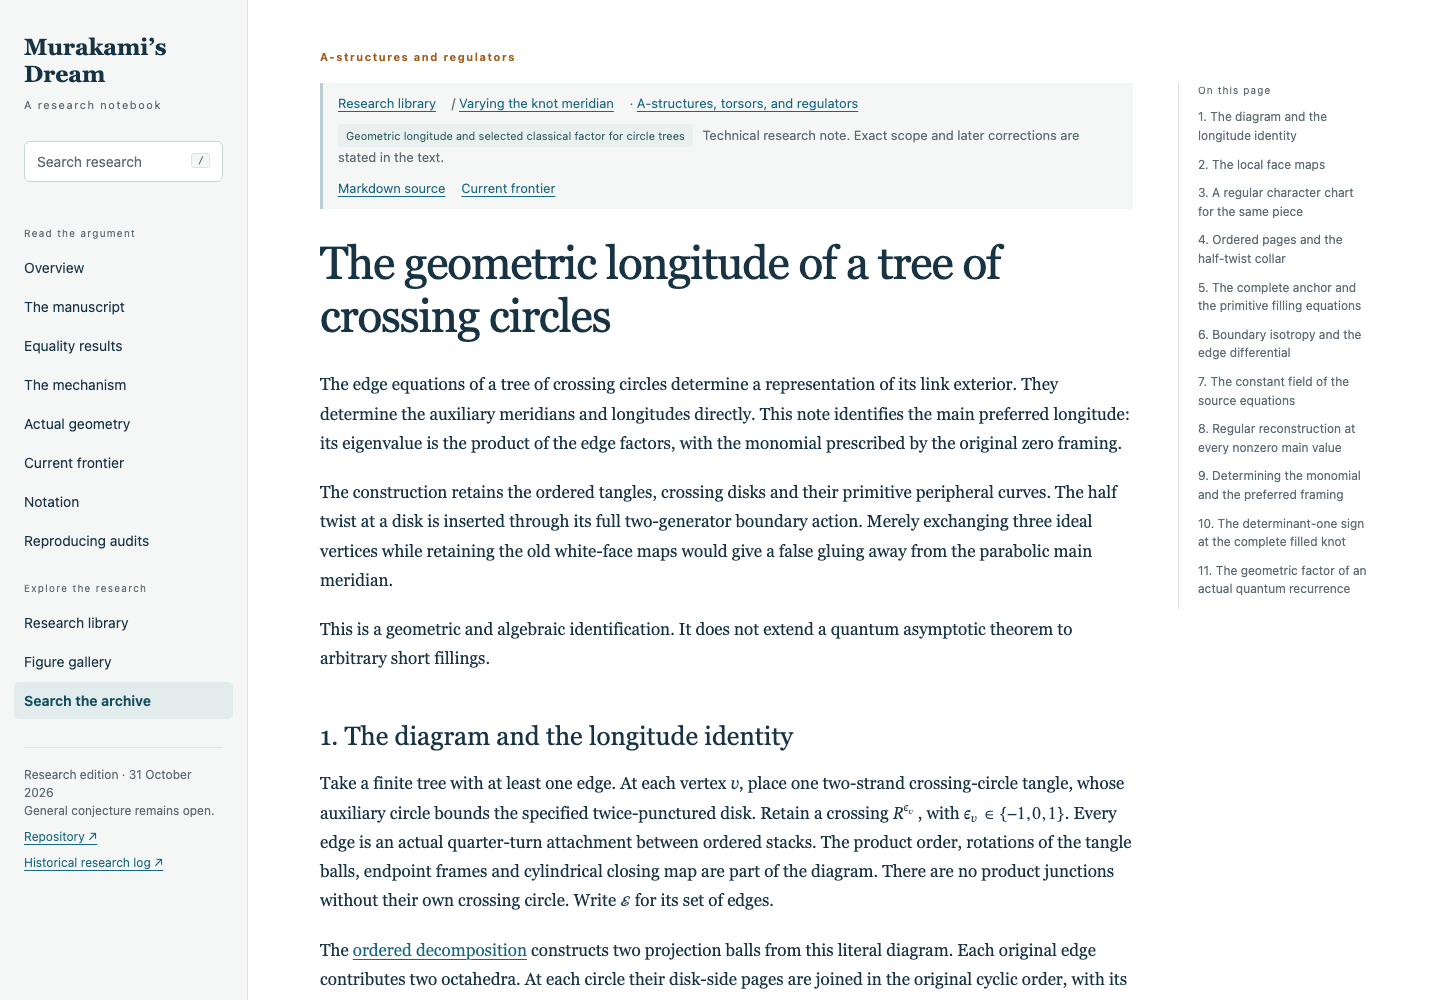 Murakami’s
Dream
A research notebook
Search research /
Read the argument
Overview
The manuscript
Equality results
The mechanism
Actual geometry
Current frontier
Notation
Reproducing audits
Explore the research
Research library
Figure gallery
Search the archive
Research edition · 31 October
2026
General conjecture remains open.
Repository ↗
Historical research log ↗
A-structures and regulators
Research library / Varying the knot meridian · A-structures, torsors, and regulators
Geometric longitude and selected classical factor for circle trees Technical research note. Exact scope and later corrections are
stated in the text.
Markdown source Current frontier
The geometric longitude of a tree of
crossing circles
The edge equations of a tree of crossing circles determine a representation of its link exterior. They
determine the auxiliary meridians and longitudes directly. This note identifies the main preferred longitude:
its eigenvalue is the product of the edge factors, with the monomial prescribed by the original zero framing.
The construction retains the ordered tangles, crossing disks and their primitive peripheral curves. The half
twist at a disk is inserted through its full two-generator boundary action. Merely exchanging three ideal
vertices while retaining the old white-face maps would give a false gluing away from the parabolic main
meridian.
This is a geometric and algebraic identification. It does not extend a quantum asymptotic theorem to
arbitrary short fillings.
1. The diagram and the longitude identity
Take a finite tree with at least one edge. At each vertex v, place one two-strand crossing-circle tangle, whose
auxiliary circle bounds the specified twice-punctured disk. Retain a crossing R^{ϵ_v}, with ϵ_v ∈ {−1, 0, 1}. Every
edge is an actual quarter-turn attachment between ordered stacks. The product order, rotations of the tangle
balls, endpoint frames and cylindrical closing map are part of the diagram. There are no product junctions
without their own crossing circle. Write ℰ for its set of edges.
The ordered decomposition constructs two projection balls from this literal diagram. Each original edge
contributes two octahedra. At each circle their disk-side pages are joined in the original cyclic order, with its
On this page
1. The diagram and the
longitude identity
2. The local face maps
3. A regular character chart
for the same piece
4. Ordered pages and the
half-twist collar
5. The complete anchor and
the primitive filling equations
6. Boundary isotropy and the
edge differential
7. The constant field of the
source equations
8. Regular reconstruction at
every nonzero main value
9. Determining the monomial
and the preferred framing
10. The determinant-one sign
at the complete filled knot
11. The geometric factor of an
actual quantum recurrence